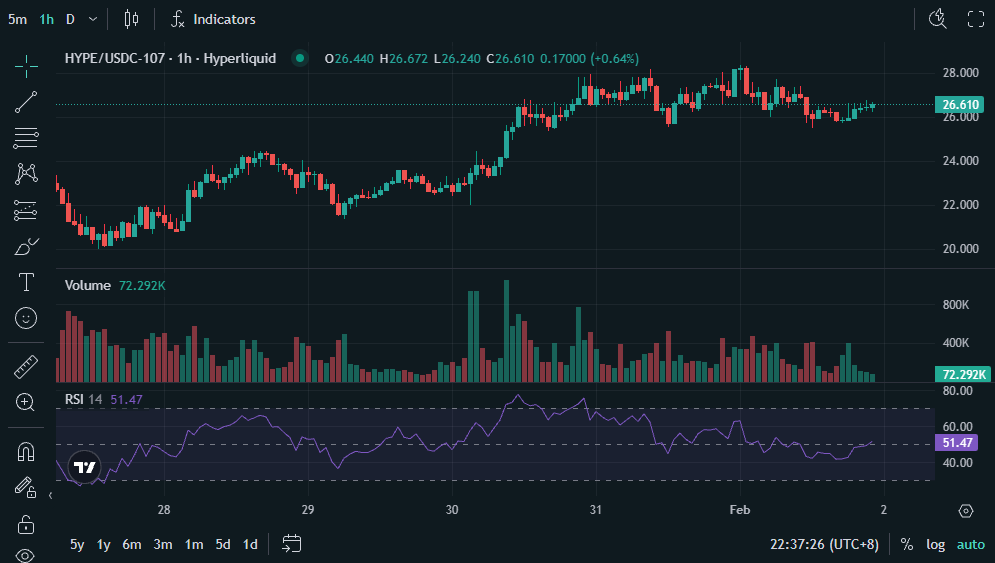 5m 1h D Indicators
HYPE/USDC-107 · 1h · Hyperliquid O26.440 H26.672 L26.240 C26.610 0.17000 (+0.64%)
28.000
26.610
26.000
24.000
22.000
20.000
Volume 72.292K
800K
400K
72.292K
RSI 14 51.47
80.00
60.00
51.47
40.00
28 29 30 31 Feb 2
5y 1y 6m 3m 1m 5d 1d 22:37:26 (UTC+8) % log auto